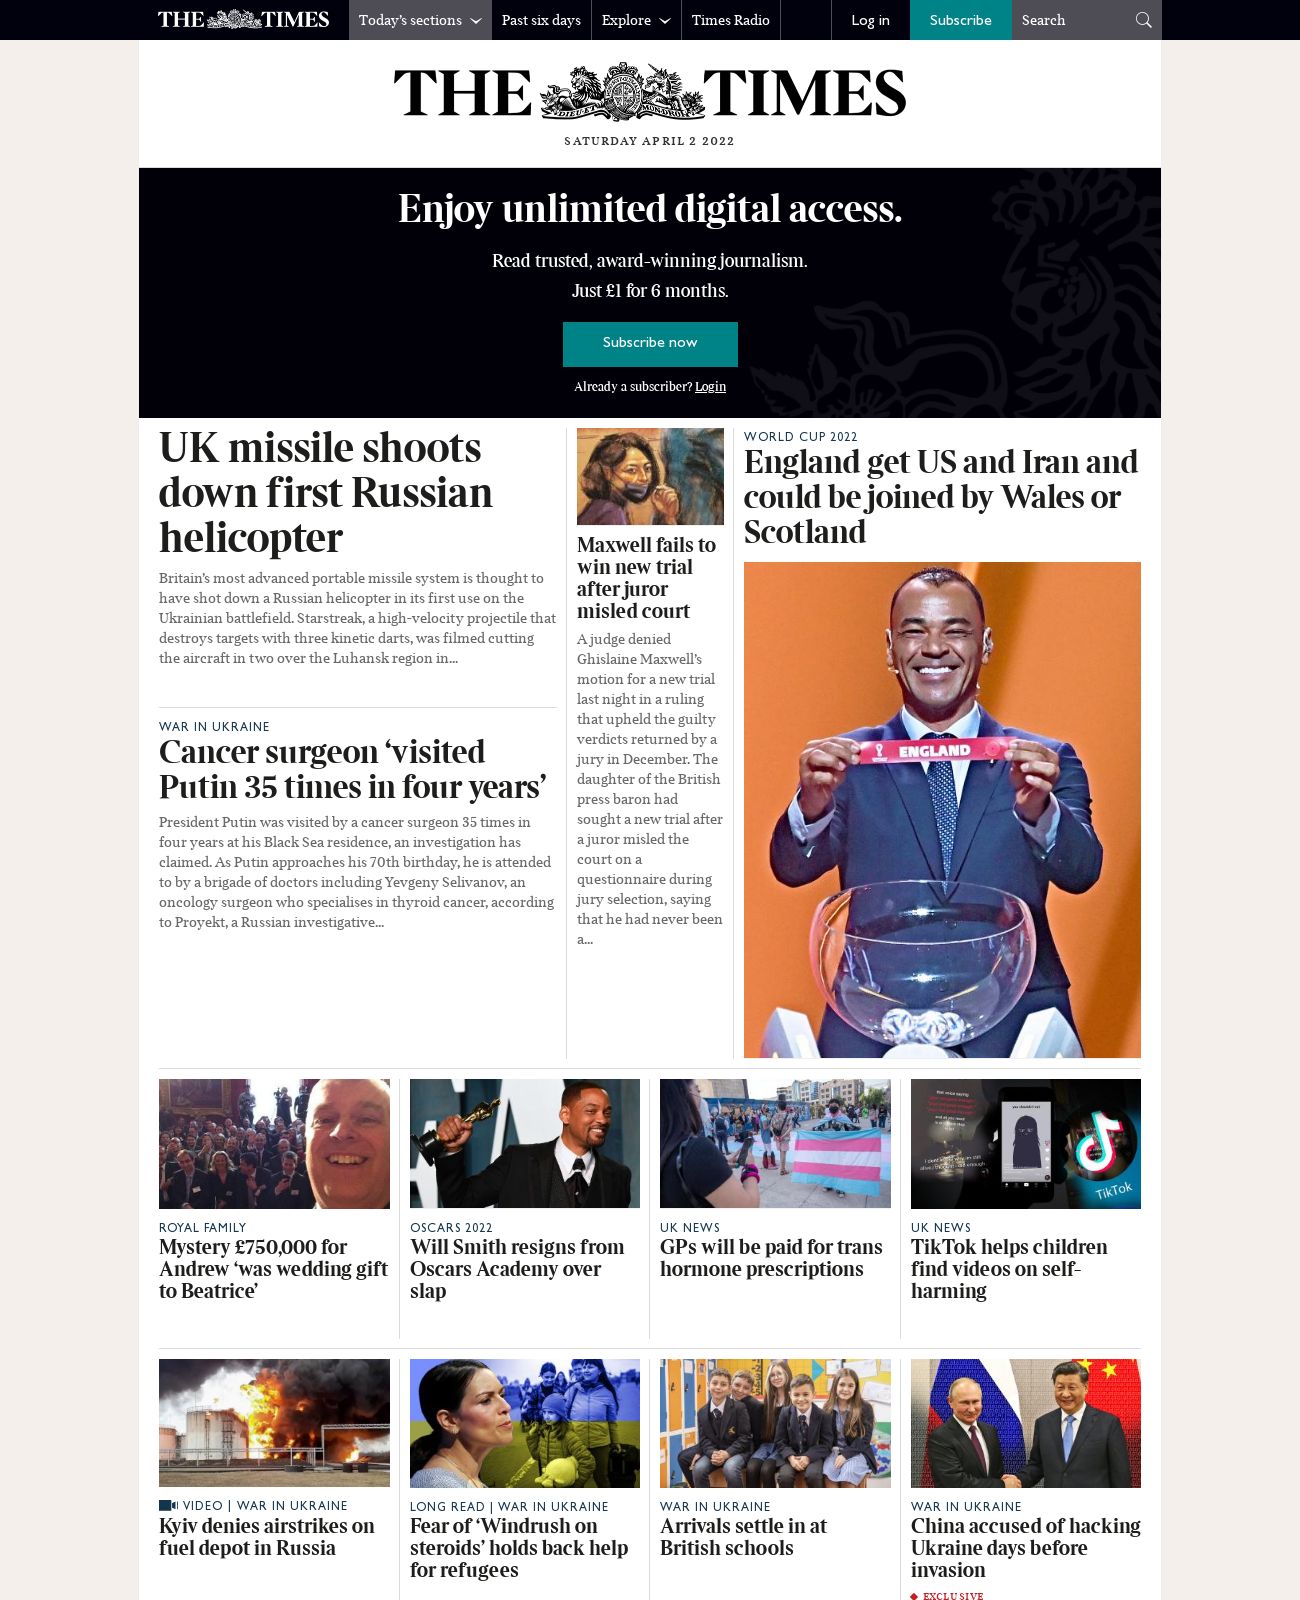 THE TIMES
Today's sections
Past six days
Explore
Times Radio
Log in
Subscribe
Search
THE TIMES
DIEU ET MON DROIT
SATURDAY APRIL 2 2022
Enjoy unlimited digital access.
Read trusted, award-winning journalism.
Just £1 for 6 months.
Subscribe now
Already a subscriber? Login
UK missile shoots
down first Russian
helicopter
Britain's most advanced portable missile system is thought to
have shot down a Russian helicopter in its first use on the
Ukrainian battlefield. Starstreak, a high-velocity projectile that
destroys targets with three kinetic darts, was filmed cutting
the aircraft in two over the Luhansk region in...
WAR IN UKRAINE
Cancer surgeon ‘visited
Putin 35 times in four years’
President Putin was visited by a cancer surgeon 35 times in
four years at his Black Sea residence, an investigation has
claimed. As Putin approaches his 70th birthday, he is attended
to by a brigade of doctors including Yevgeny Selivanov, an
oncology surgeon who specialises in thyroid cancer, according
to Proyekt, a Russian investigative...
Maxwell fails to
win new trial
after juror
misled court
A judge denied
Ghislaine Maxwell’s
motion for a new trial
last night in a ruling
that upheld the guilty
verdicts returned by a
jury in December. The
daughter of the British
press baron had
sought a new trial after
a juror misled the
court on a
questionnaire during
jury selection, saying
that he had never been
a...
WORLD CUP 2022
England get US and Iran and
could be joined by Wales or
Scotland
ENGLAND
ROYAL FAMILY
Mystery £750,000 for
Andrew ‘was wedding gift
to Beatrice’
OSCARS 2022
Will Smith resigns from
Oscars Academy over
slap
UK NEWS
GPs will be paid for trans
hormone prescriptions
TikTok
UK NEWS
TikTok helps children
find videos on self-
harming
VIDEO | WAR IN UKRAINE
Kyiv denies airstrikes on
fuel depot in Russia
LONG READ | WAR IN UKRAINE
Fear of ‘Windrush on
steroids’ holds back help
for refugees
WAR IN UKRAINE
Arrivals settle in at
British schools
WAR IN UKRAINE
China accused of hacking
Ukraine days before
invasion
EXCLUSIVE